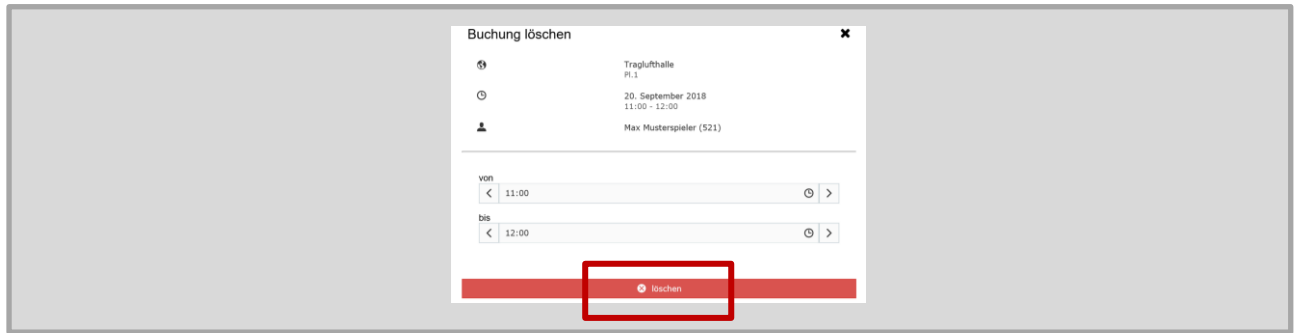 Buchung löschen
Traglufthalle
Pl.1
20. September 2018
11:00 - 12:00
Max Musterspieler (521)
von
11:00
bis
12:00
löschen